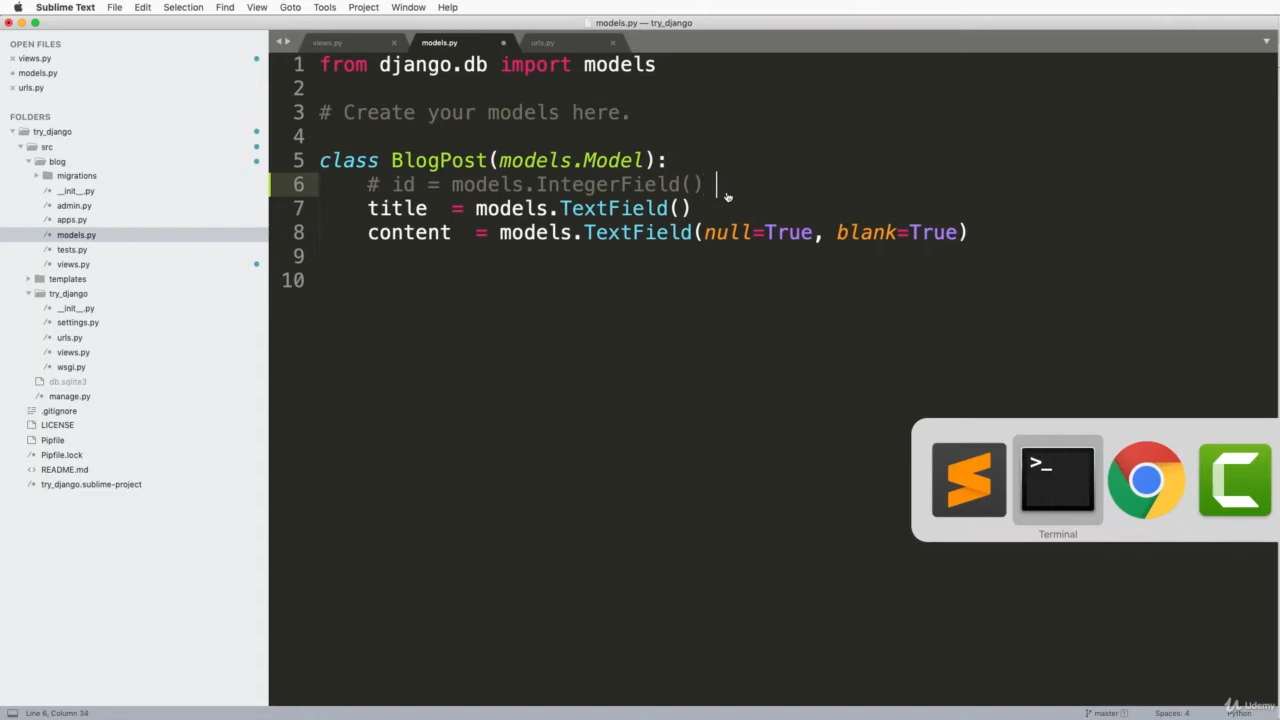 Sublime Text File Edit Selection Find View Goto Tools Project Window Help
models.py — try_django
OPEN FILES
views.py
models.py
urls.py
FOLDERS
try_django
src
blog
migrations
__init__.py
admin.py
apps.py
models.py
tests.py
views.py
templates
try_django
__init__.py
settings.py
urls.py
views.py
wsgi.py
db.sqlite3
manage.py
.gitignore
LICENSE
Pipfile
Pipfile.lock
README.md
try_django.sublime-project
views.py models.py urls.py
1 from django.db import models
2
3 # Create your models here.
4
5 class BlogPost(models.Model):
6 # id = models.IntegerField()
7 title = models.TextField()
8 content = models.TextField(null=True, blank=True)
9
10
>_
Terminal
Line 6, Column 34
master 1 Spaces: 4 Python
Udemy